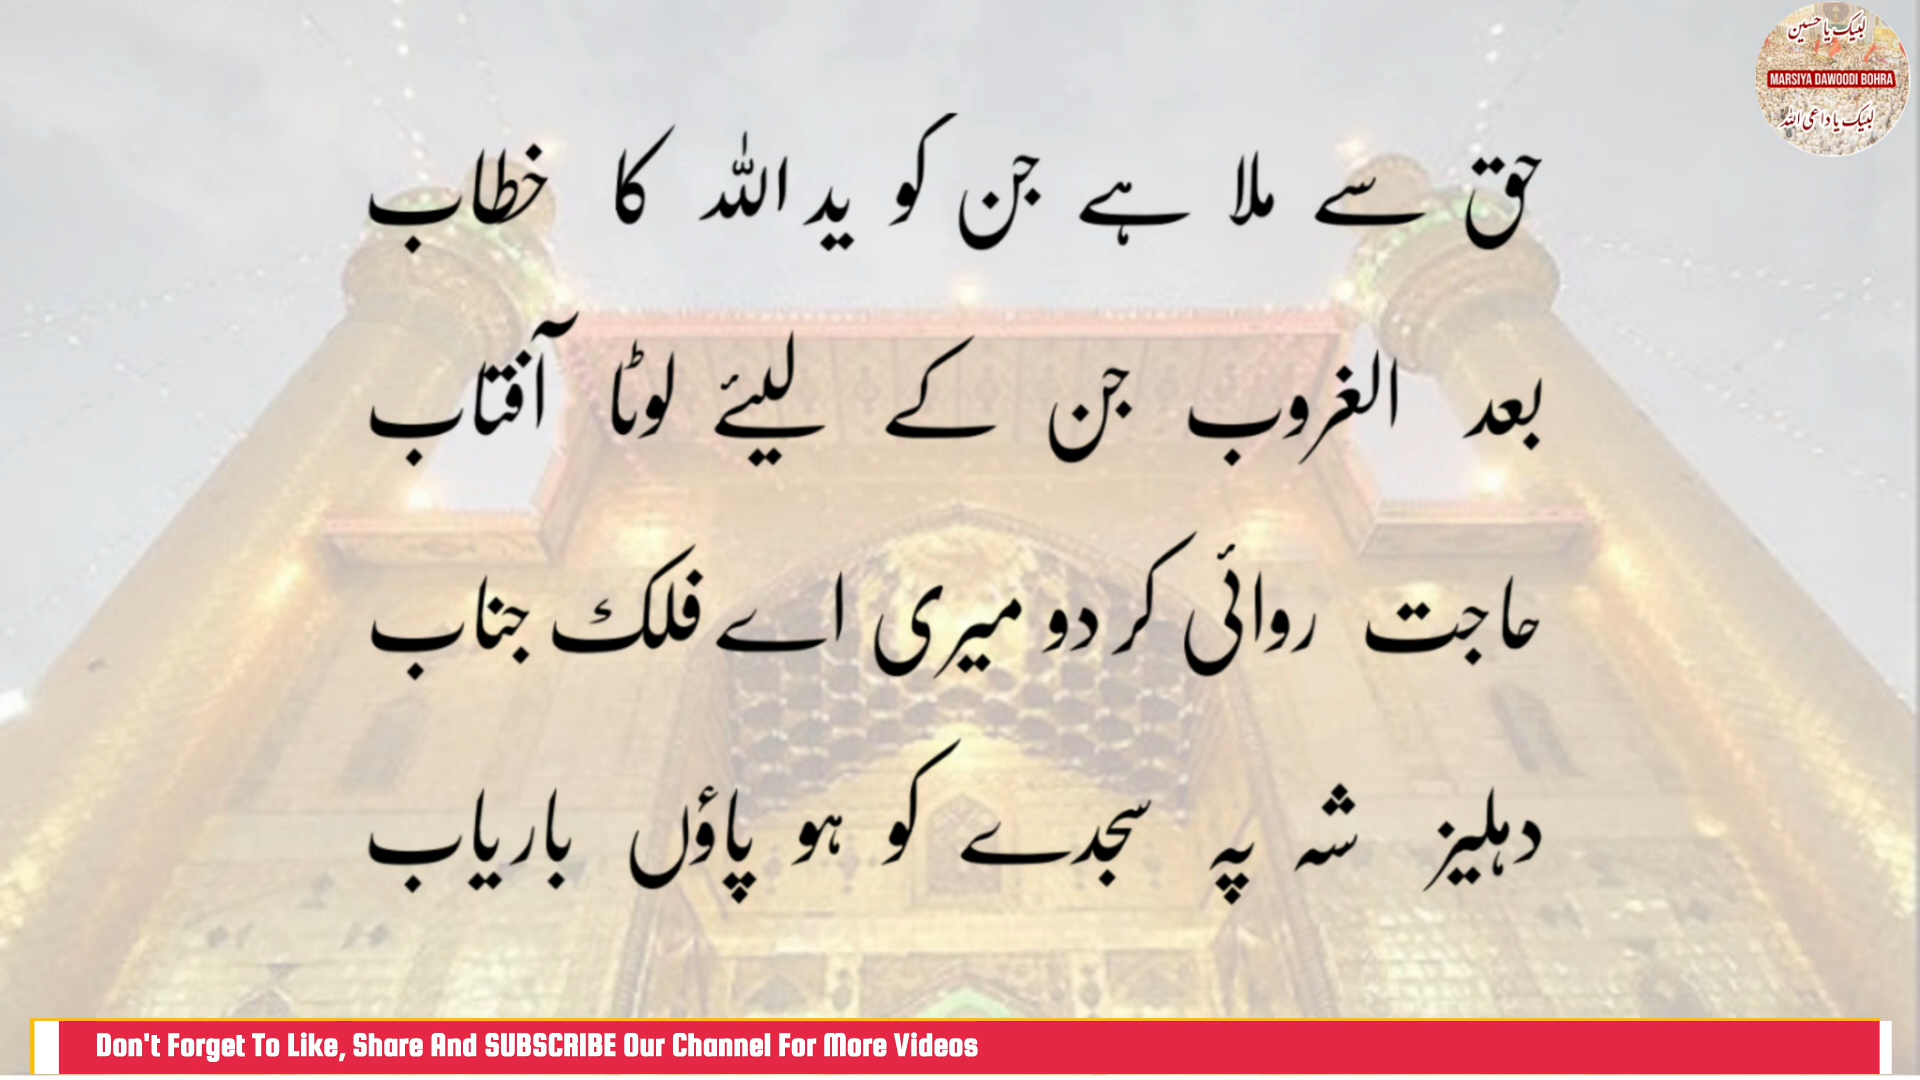 لبیک یا حسین
MARSIYA DAWOODI BOHRA
لبیک یا داعی اللہ
حق سے ملا ہے جن کو ید اللہ کا خطاب
بعد الغروب جن کے لیئے لوٹا آفتاب
حاجت روائی کر دو میری اے فلک جناب
دہلیز شہ پہ سجدے کو ہو پاؤں باریاب
Don't Forget To Like, Share And SUBSCRIBE Our Channel For More Videos